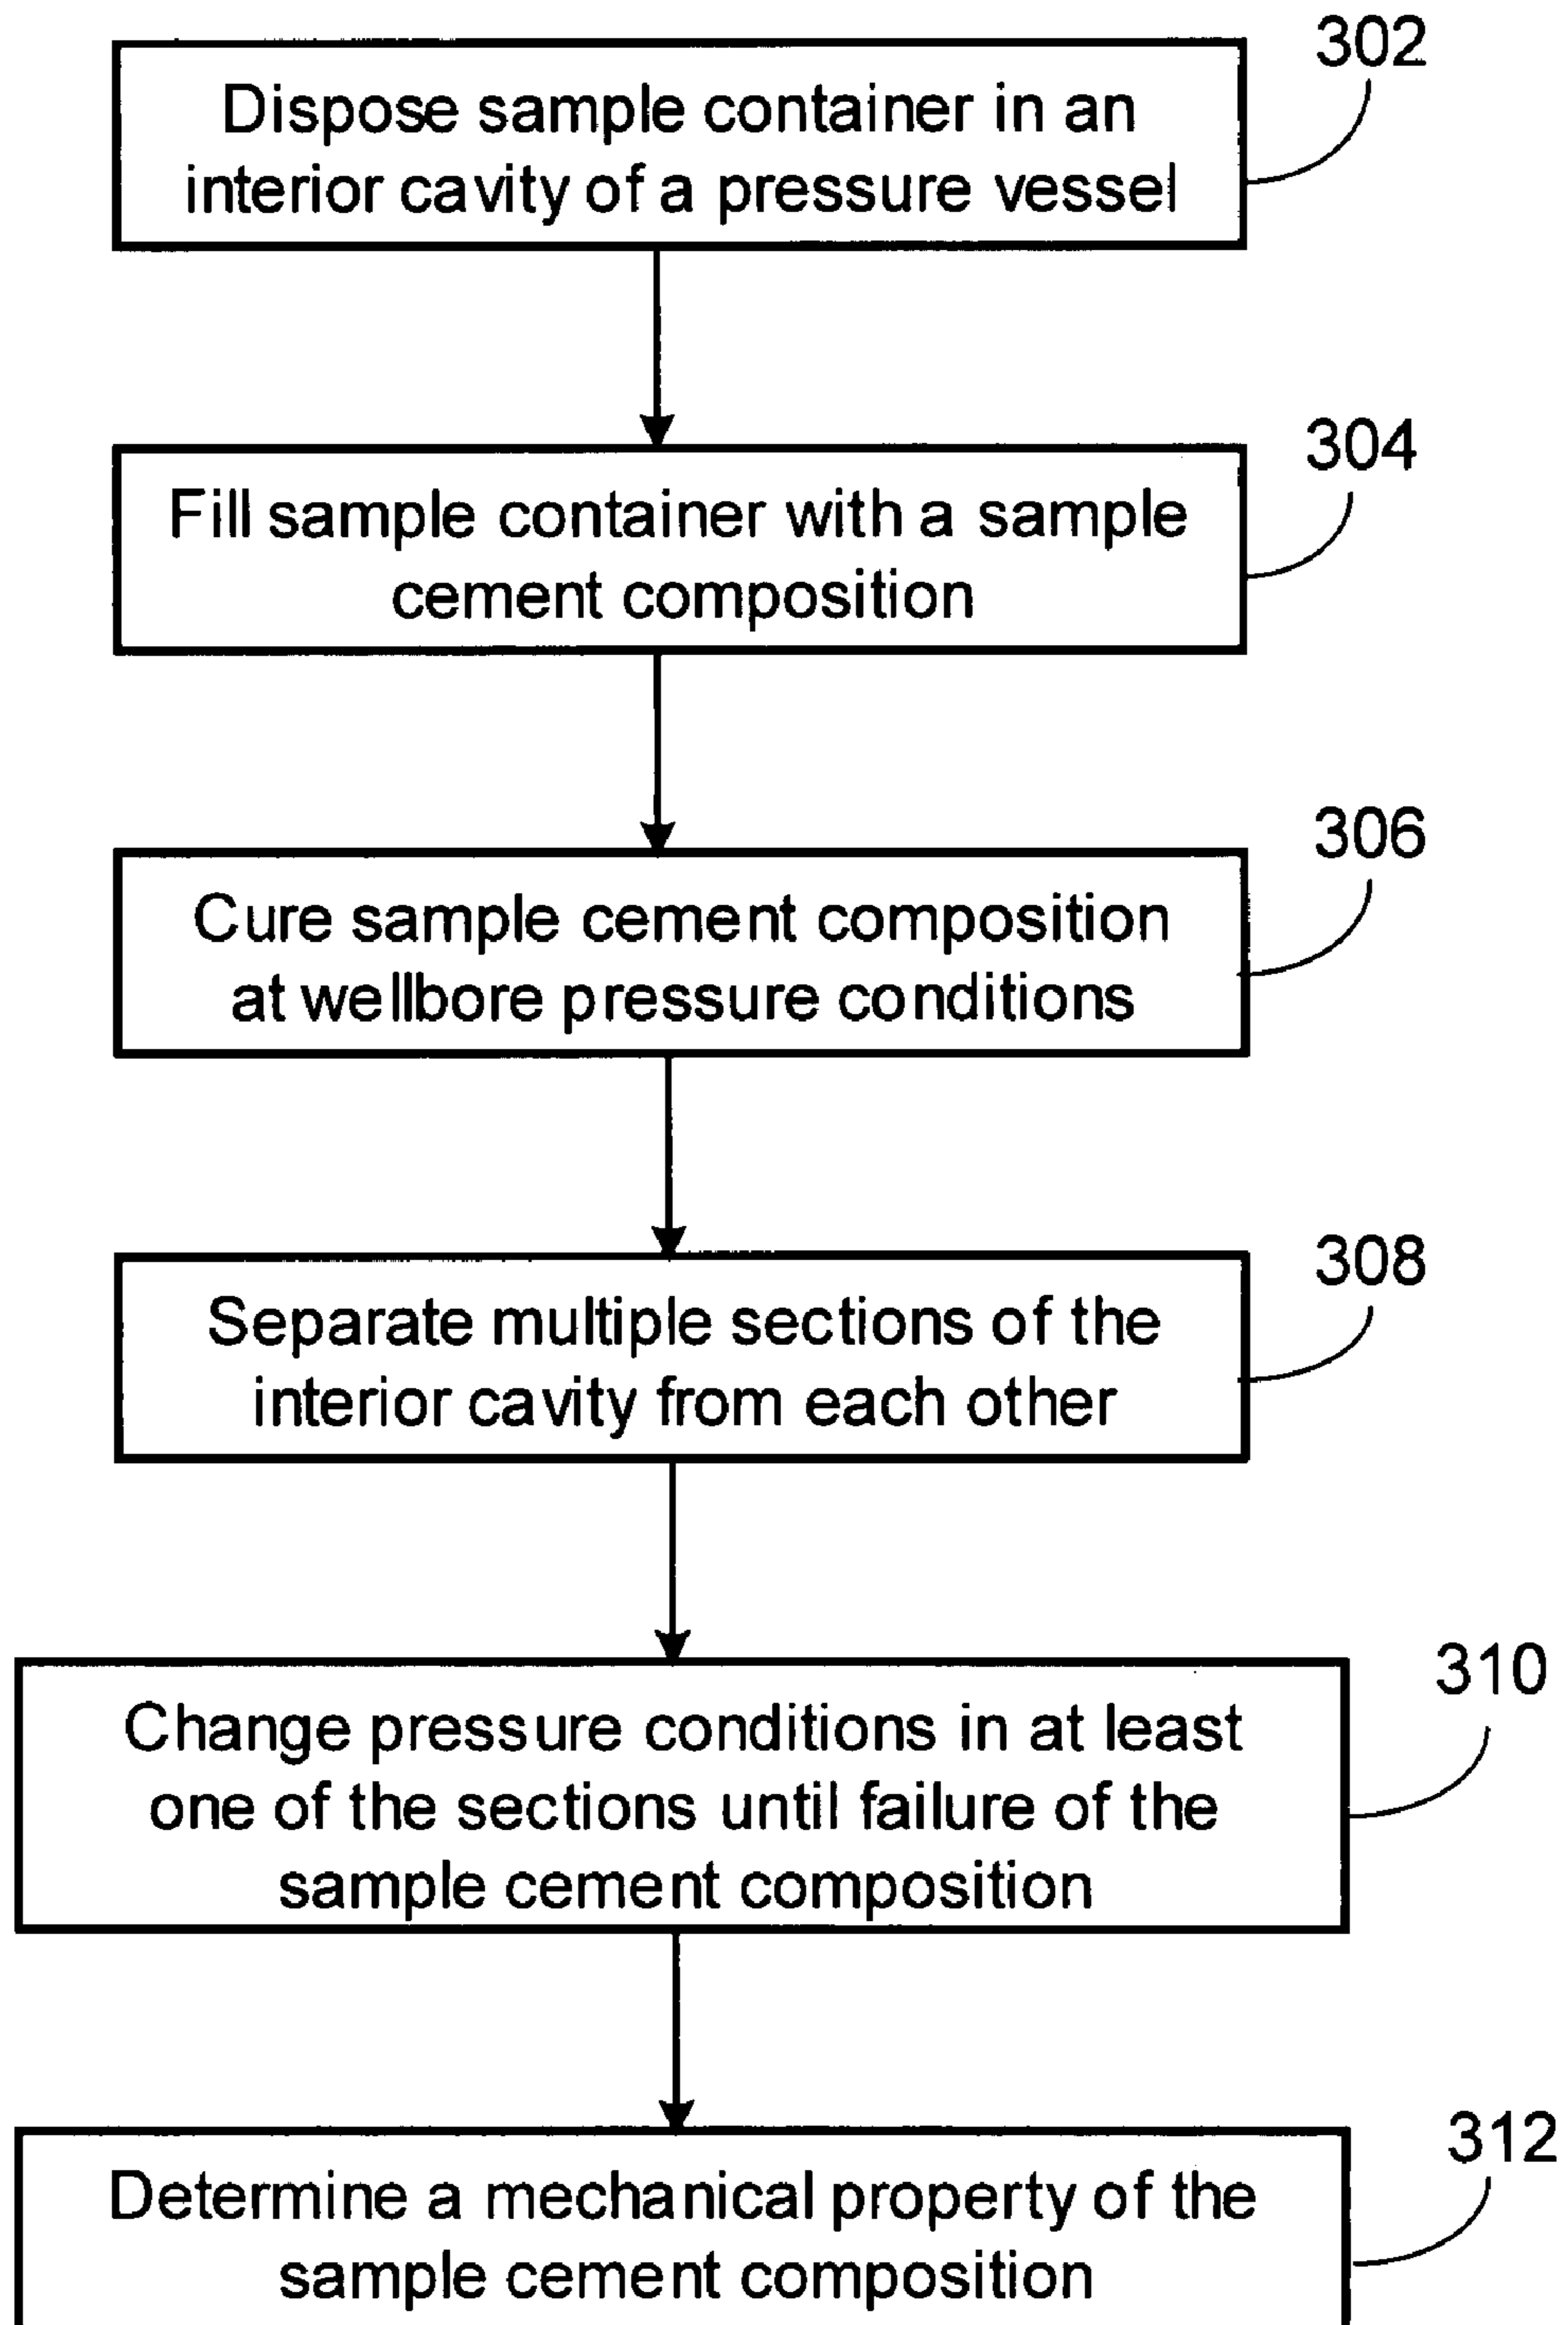 302
Dispose sample container in an
interior cavity of a pressure vessel
304
Fill sample container with a sample
cement composition
306
Cure sample cement composition
at wellbore pressure conditions
308
Separate multiple sections of the
interior cavity from each other
310
Change pressure conditions in at least
one of the sections until failure of the
sample cement composition
312
Determine a mechanical property of the
sample cement composition